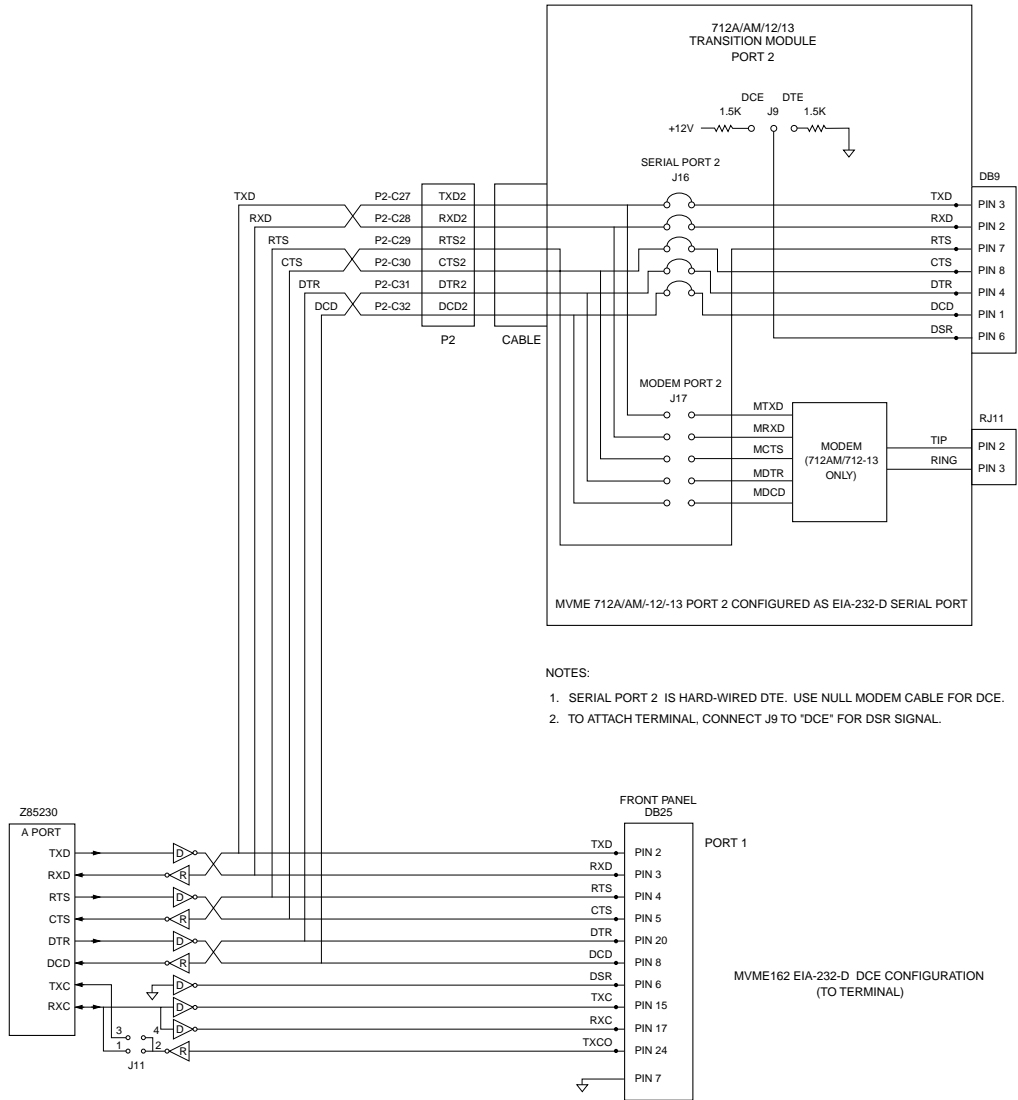 712A/AM/12/13
TRANSITION MODULE
PORT 2
DCE DTE
1.5K J9 1.5K
+12V
SERIAL PORT 2
J16
DB9
TXD P2-C27 TXD2 TXD PIN 3
RXD P2-C28 RXD2 RXD PIN 2
RTS P2-C29 RTS2 RTS PIN 7
CTS P2-C30 CTS2 CTS PIN 8
DTR P2-C31 DTR2 DTR PIN 4
DCD P2-C32 DCD2 DCD PIN 1
DSR PIN 6
P2 CABLE
MODEM PORT 2
J17
RJ11
MTXD
MRXD
MCTS
MDTR
MDCD
MODEM
(712AM/712-13
ONLY)
TIP PIN 2
RING PIN 3
MVME 712A/AM/-12/-13 PORT 2 CONFIGURED AS EIA-232-D SERIAL PORT
NOTES:
1. SERIAL PORT 2 IS HARD-WIRED DTE. USE NULL MODEM CABLE FOR DCE.
2. TO ATTACH TERMINAL, CONNECT J9 TO "DCE" FOR DSR SIGNAL.
Z85230
A PORT
FRONT PANEL
DB25
PORT 1
TXD D TXD PIN 2
RXD R RXD PIN 3
RTS D RTS PIN 4
CTS R CTS PIN 5
DTR D DTR PIN 20
DCD R DCD PIN 8
D DSR PIN 6
TXC D TXC PIN 15
RXC D RXC PIN 17
3 4
1 2 R TXCO PIN 24
J11
PIN 7
MVME162 EIA-232-D DCE CONFIGURATION
(TO TERMINAL)